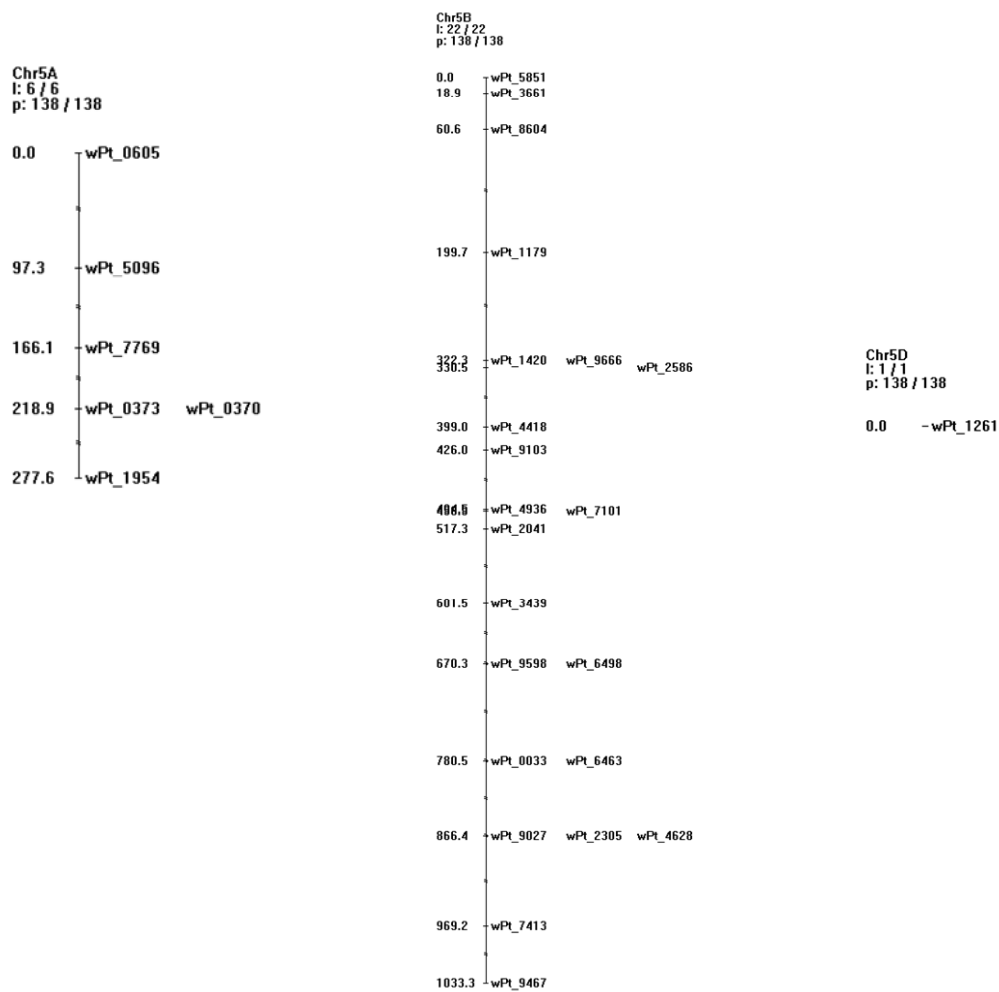 Chr5A
l: 6 / 6
p: 138 / 138
0.0 wPt_0605
97.3 wPt_5096
166.1 wPt_7769
218.9 wPt_0373 wPt_0370
277.6 wPt_1954
Chr5B
l: 22 / 22
p: 138 / 138
0.0 wPt_5851
18.9 wPt_3661
60.6 wPt_8604
199.7 wPt_1179
322.3 wPt_1420 wPt_9666
330.5 wPt_2586
399.0 wPt_4418
426.0 wPt_9103
wPt_4936 wPt_7101
517.3 wPt_2041
601.5 wPt_3439
670.3 wPt_9598 wPt_6498
780.5 wPt_0033 wPt_6463
866.4 wPt_9027 wPt_2305 wPt_4628
969.2 wPt_7413
1033.3 wPt_9467
Chr5D
l: 1 / 1
p: 138 / 138
0.0 wPt_1261